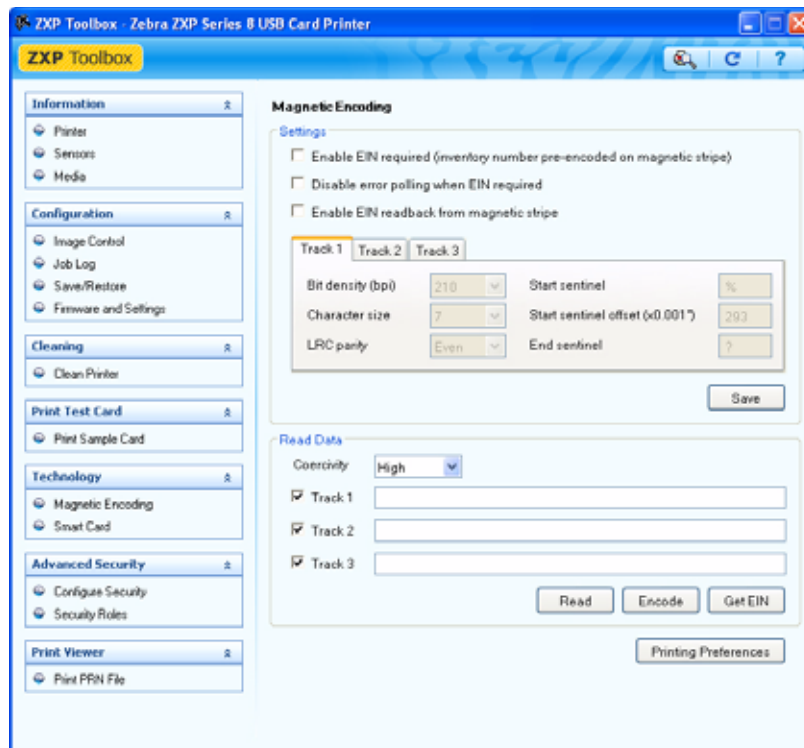 ZXP Toolbox - Zebra ZXP Series 8 USB Card Printer
ZXP Toolbox
?
Information
Printer
Sensors
Media
Configuration
Image Control
Job Log
Save/Restore
Firmware and Settings
Cleaning
Clean Printer
Print Test Card
Print Sample Card
Technology
Magnetic Encoding
Smart Card
Advanced Security
Configure Security
Security Roles
Print Viewer
Print PRN File
Magnetic Encoding
Settings
Enable EIN required (inventory number pre-encoded on magnetic stripe)
Disable error polling when EIN required
Enable EIN readback from magnetic stripe
Track 1 Track 2 Track 3
Bit density (bpi) 210 Start sentinel %
Character size 7 Start sentinel offset (x0.001") 293
LRC parity Even End sentinel ?
Save
Read Data
Coercivity High
Track 1
Track 2
Track 3
Read Encode Get EIN
Printing Preferences